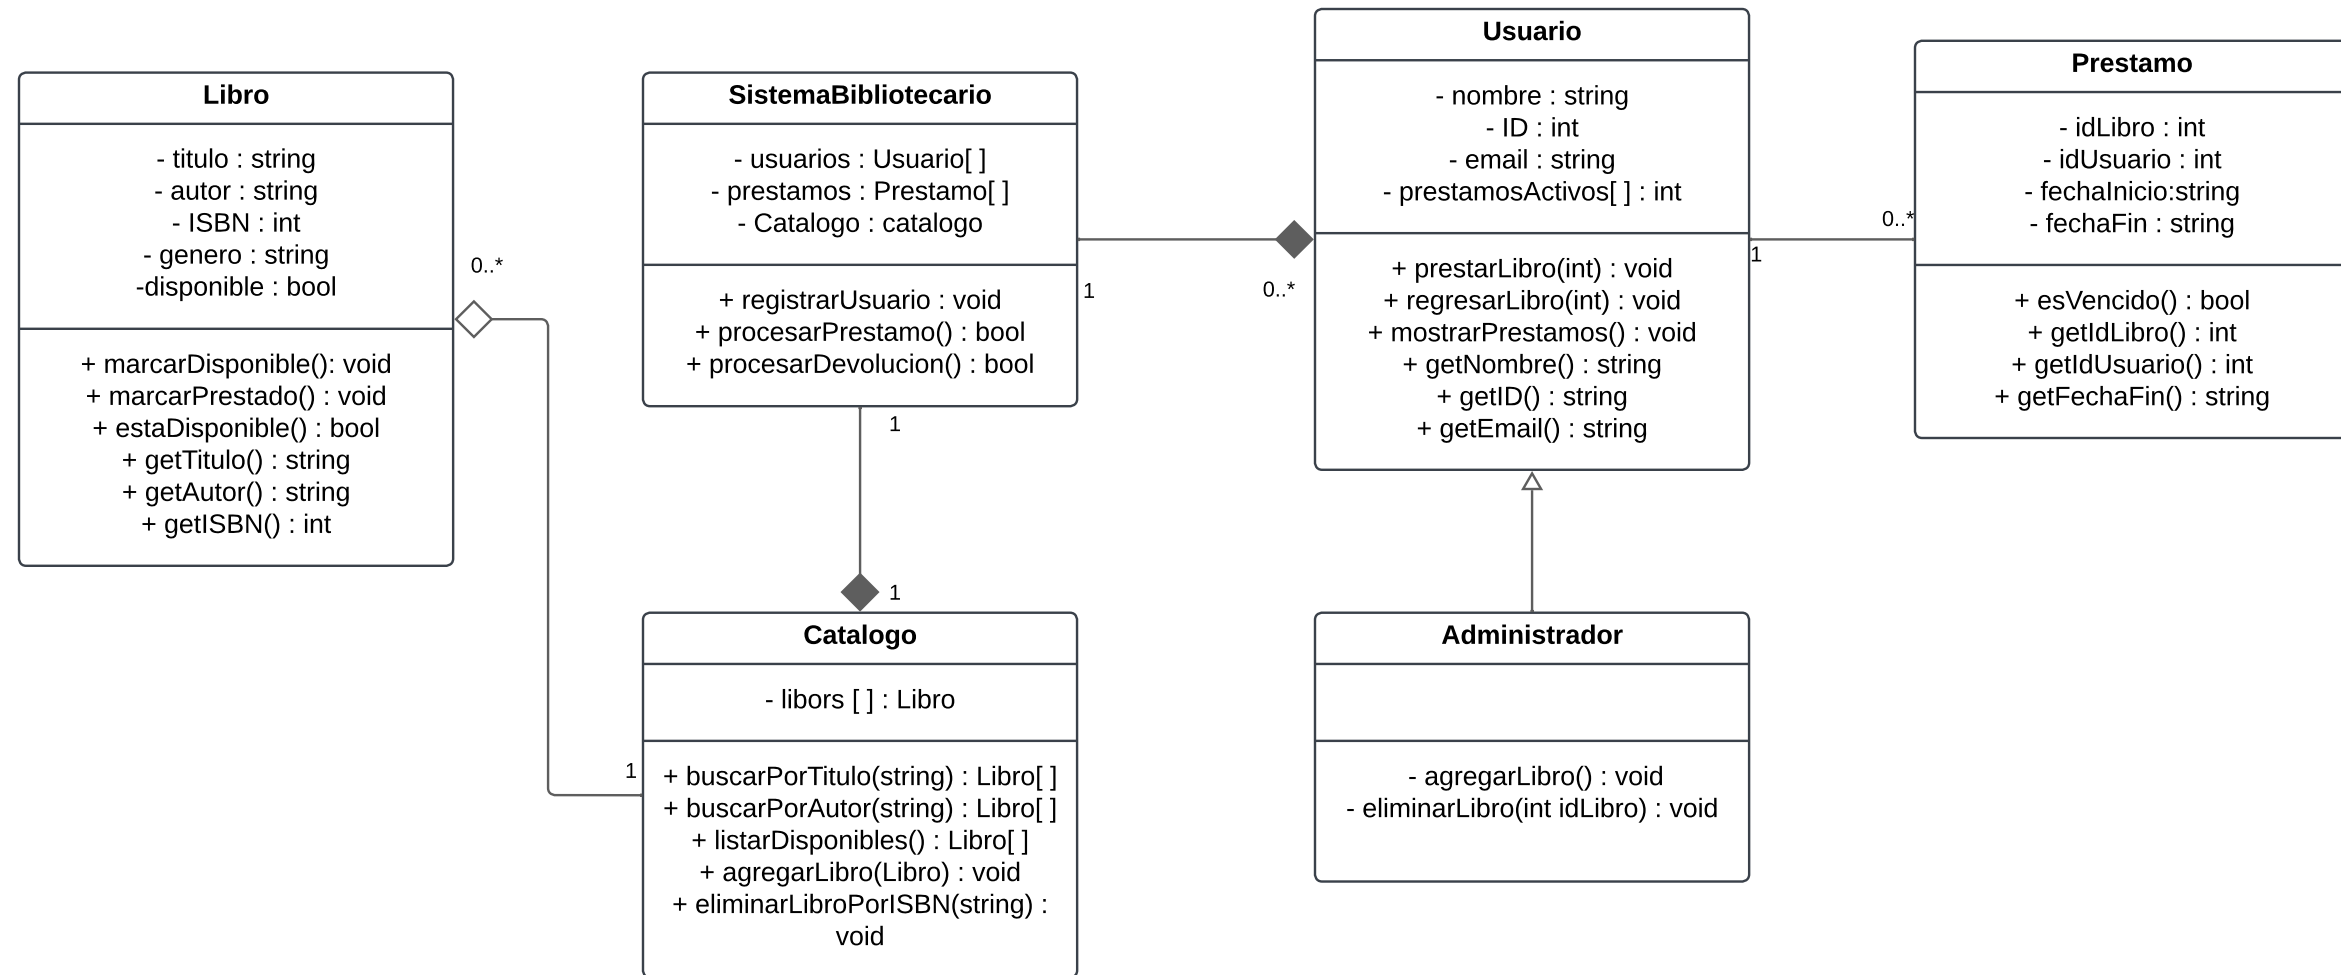 Libro
- titulo : string
- autor : string
- ISBN : int
- genero : string
-disponible : bool
+ marcarDisponible(): void
+ marcarPrestado() : void
+ estaDisponible() : bool
+ getTitulo() : string
+ getAutor() : string
+ getISBN() : int
0..*
1
SistemaBibliotecario
- usuarios : Usuario[ ]
- prestamos : Prestamo[ ]
- Catalogo : catalogo
+ registrarUsuario : void
+ procesarPrestamo() : bool
+ procesarDevolucion() : bool
1
0..*
1
1
Catalogo
- libors [ ] : Libro
+ buscarPorTitulo(string) : Libro[ ]
+ buscarPorAutor(string) : Libro[ ]
+ listarDisponibles() : Libro[ ]
+ agregarLibro(Libro) : void
+ eliminarLibroPorISBN(string) :
void
Usuario
- nombre : string
- ID : int
- email : string
- prestamosActivos[ ] : int
+ prestarLibro(int) : void
+ regresarLibro(int) : void
+ mostrarPrestamos() : void
+ getNombre() : string
+ getID() : string
+ getEmail() : string
1
0..*
Administrador
- agregarLibro() : void
- eliminarLibro(int idLibro) : void
Prestamo
- idLibro : int
- idUsuario : int
- fechaInicio:string
- fechaFin : string
+ esVencido() : bool
+ getIdLibro() : int
+ getIdUsuario() : int
+ getFechaFin() : string